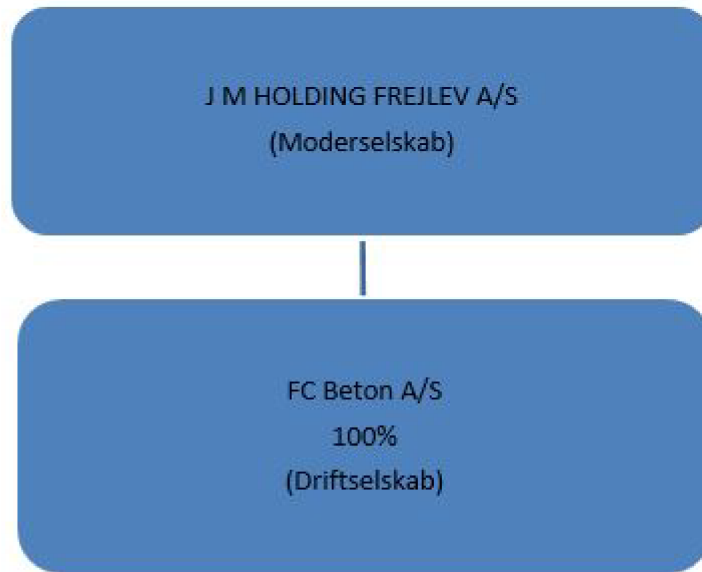 J M HOLDING FREJLEV A/S
(Moderselskab)
FC Beton A/S
100%
(Driftselskab)